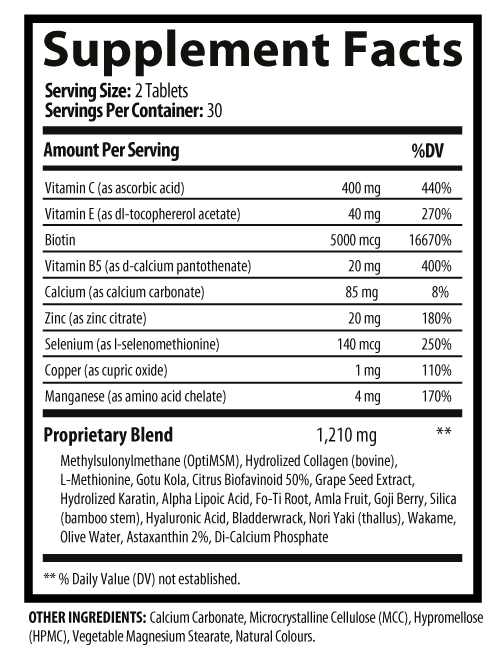 Supplement Facts
Serving Size: 2 Tablets
Servings Per Container: 30
Amount Per Serving %DV
Vitamin C (as ascorbic acid) 400 mg 440%
Vitamin E (as dl-tocophererol acetate) 40 mg 270%
Biotin 5000 mcg 16670%
Vitamin B5 (as d-calcium pantothenate) 20 mg 400%
Calcium (as calcium carbonate) 85 mg 8%
Zinc (as zinc citrate) 20 mg 180%
Selenium (as l-selenomethionine) 140 mcg 250%
Copper (as cupric oxide) 1 mg 110%
Manganese (as amino acid chelate) 4 mg 170%
Proprietary Blend 1,210 mg **
Methylsulonylmethane (OptiMSM), Hydrolized Collagen (bovine),
L-Methionine, Gotu Kola, Citrus Biofavinoid 50%, Grape Seed Extract,
Hydrolized Karatin, Alpha Lipoic Acid, Fo-Ti Root, Amla Fruit, Goji Berry, Silica
(bamboo stem), Hyaluronic Acid, Bladderwrack, Nori Yaki (thallus), Wakame,
Olive Water, Astaxanthin 2%, Di-Calcium Phosphate
** % Daily Value (DV) not established.
OTHER INGREDIENTS: Calcium Carbonate, Microcrystalline Cellulose (MCC), Hypromellose
(HPMC), Vegetable Magnesium Stearate, Natural Colours.